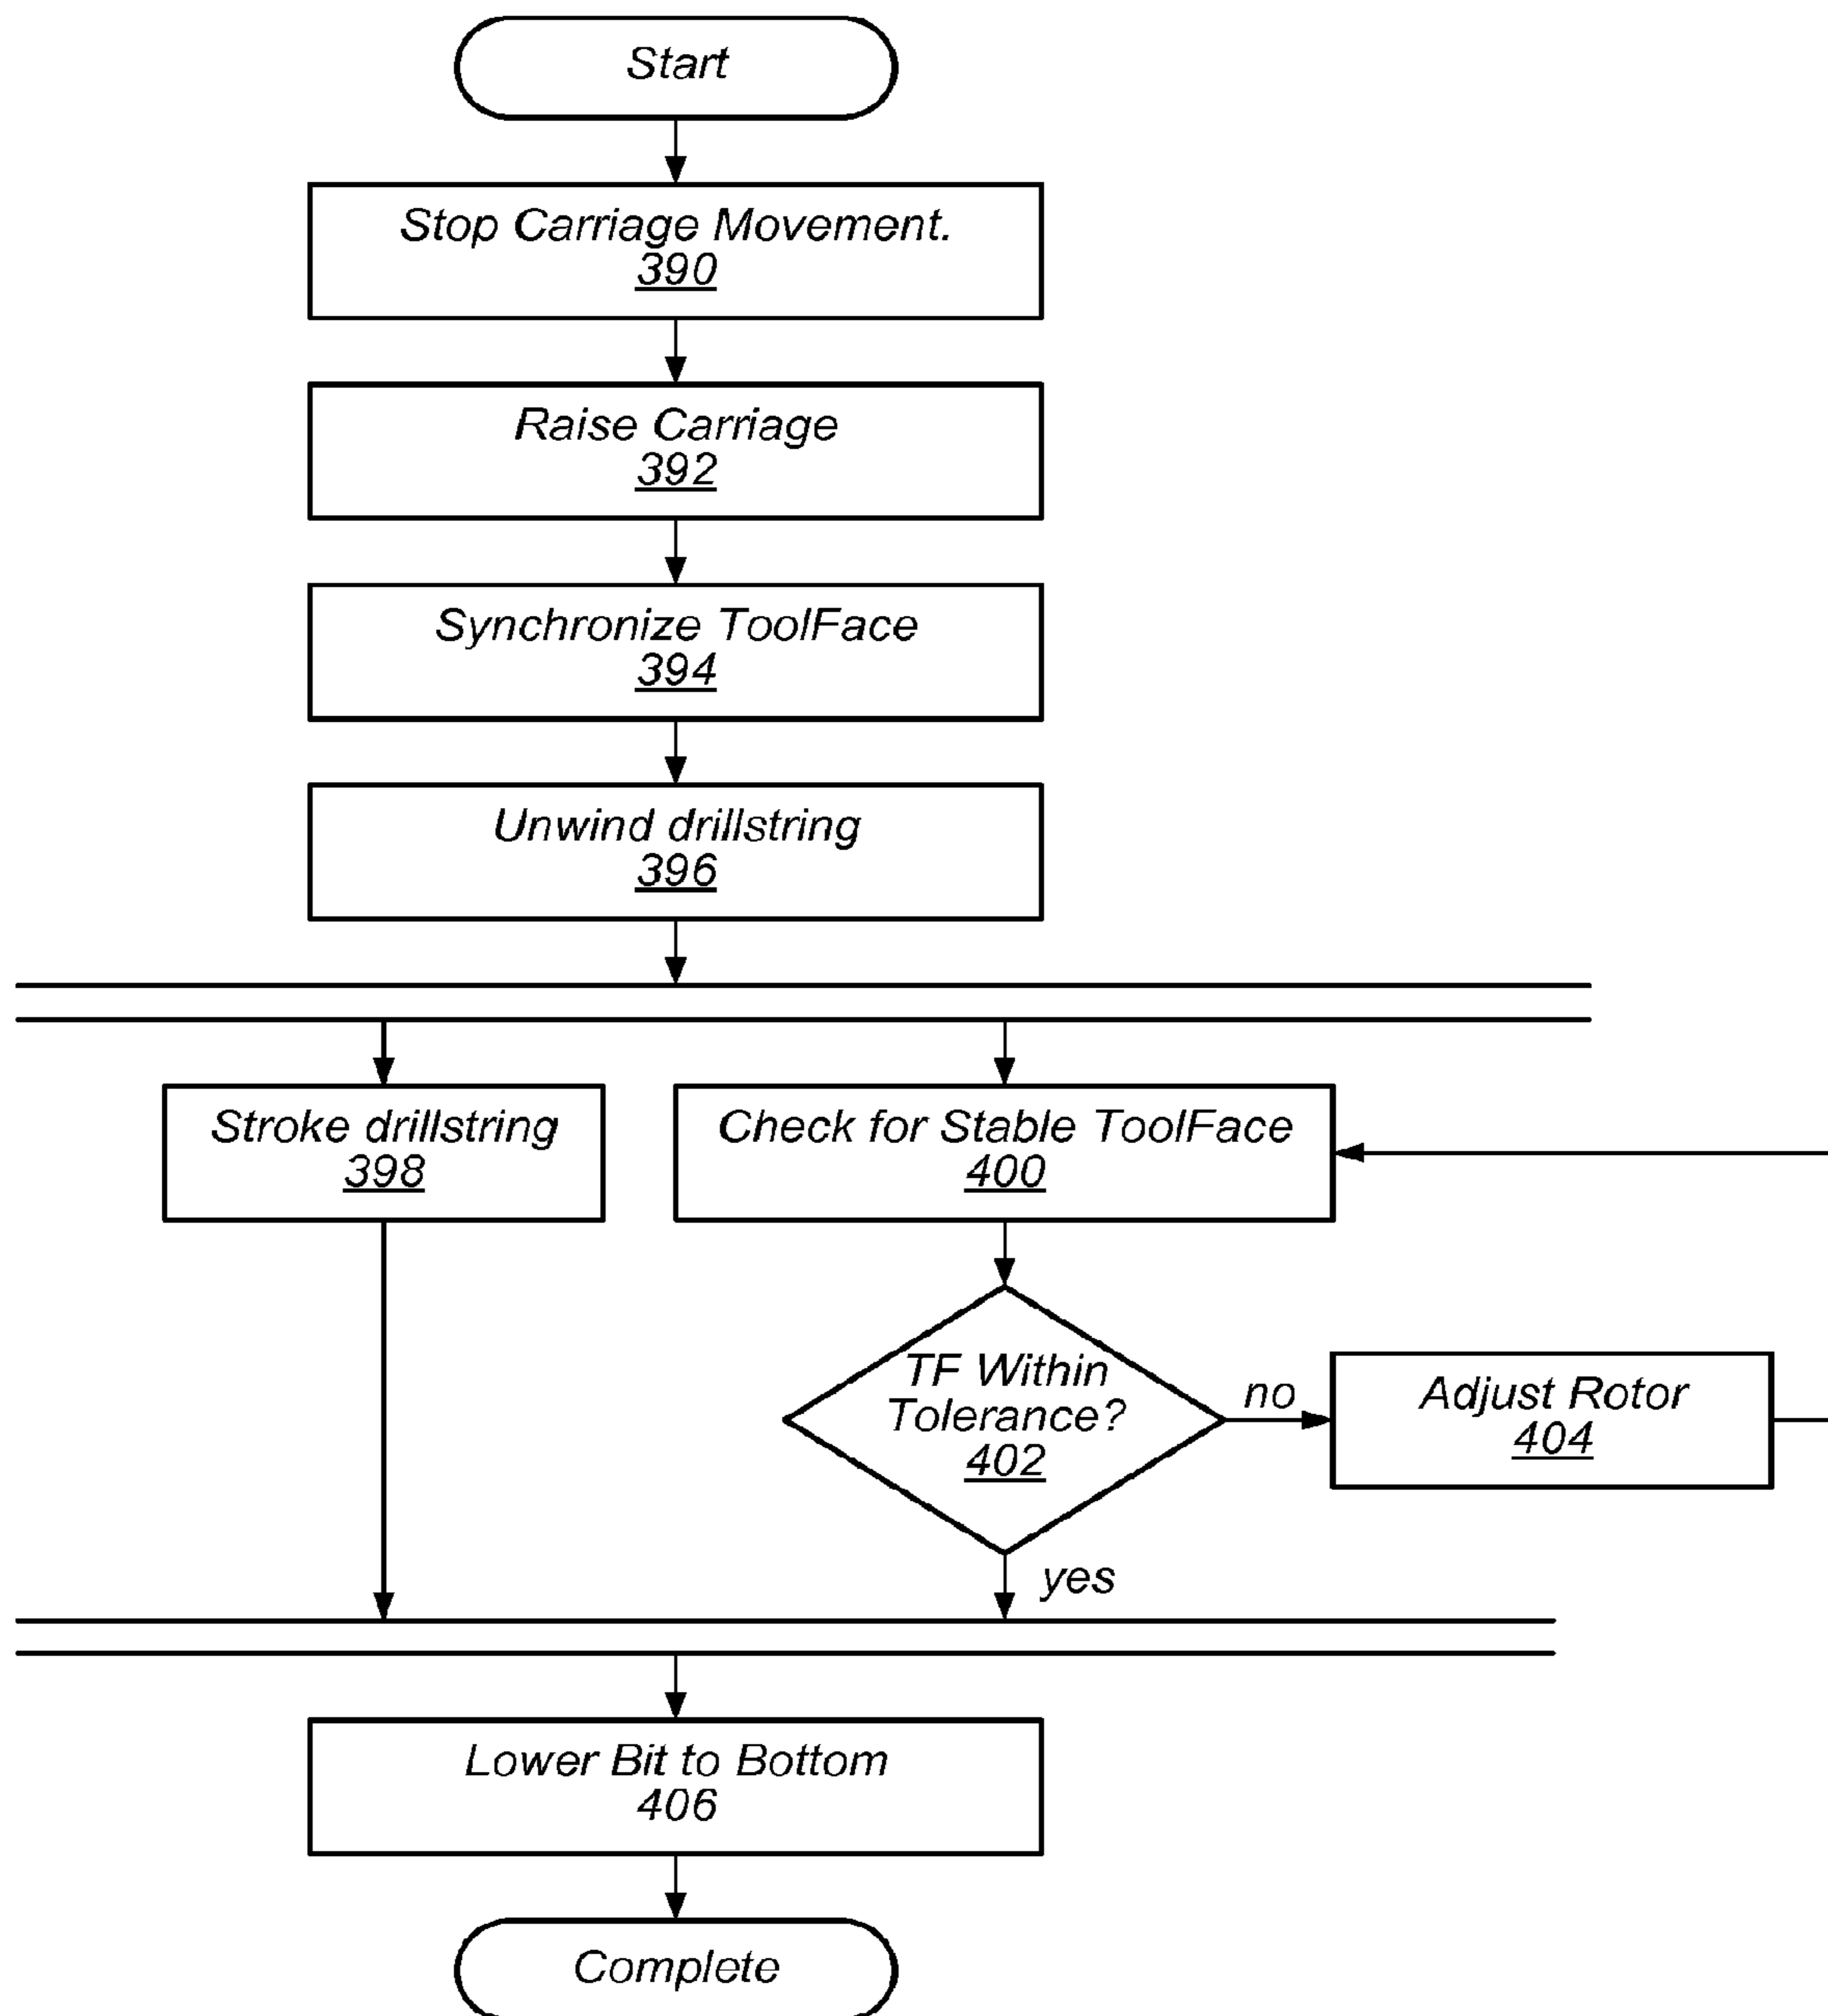 Start
Stop Carriage Movement.
390
Raise Carriage
392
Synchronize ToolFace
394
Unwind drillstring
396
Stroke drillstring
398
Check for Stable ToolFace
400
TF Within
Tolerance?
402
no
Adjust Rotor
404
yes
Lower Bit to Bottom
406
Complete